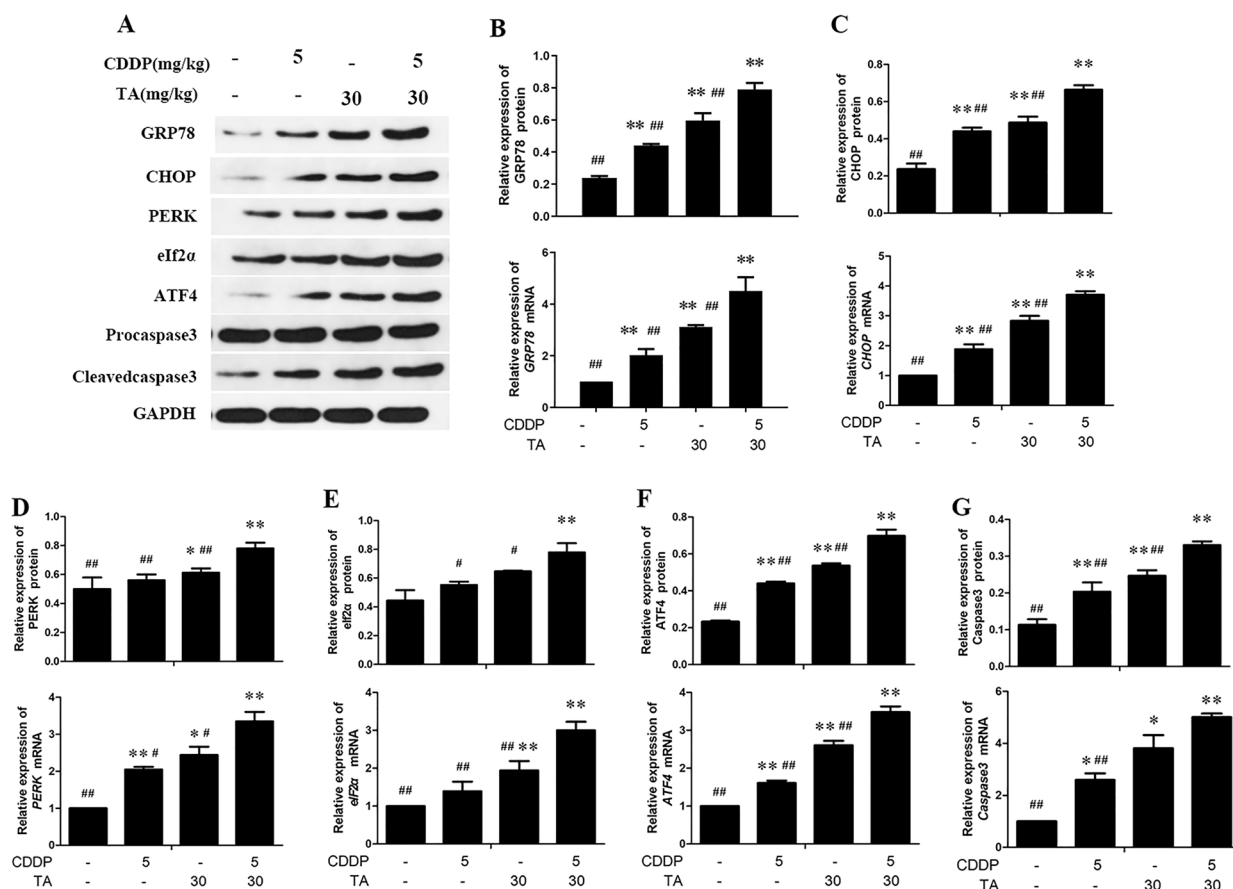 A
CDDP(mg/kg) - 5 - 5
TA(mg/kg) - - 30 30
GRP78
CHOP
PERK
eIf2α
ATF4
Procaspase3
Cleavedcaspase3
GAPDH
B
Relative expression of
GRP78 protein
1.0
0.8
0.6
0.4
0.2
0.0
##
** ##
** ##
**
Relative expression of
GRP78 mRNA
6
4
2
0
##
** ##
** ##
**
CDDP - 5 - 5
TA - - 30 30
C
Relative expression of
CHOP protein
0.8
0.6
0.4
0.2
0.0
##
**##
**##
**
Relative expression of
CHOP mRNA
5
4
3
2
1
0
##
** ##
** ##
**
CDDP - 5 - 5
TA - - 30 30
D
Relative expression of
PERK protein
1.0
0.8
0.6
0.4
0.2
0.0
##
##
* ##
**
Relative expression of
PERK mRNA
4
3
2
1
0
##
** #
* #
**
CDDP - 5 - 5
TA - - 30 30
E
Relative expression of
eIf2α protein
1.0
0.8
0.6
0.4
0.2
0.0
#
#
**
Relative expression of
eIF2α mRNA
4
3
2
1
0
##
##
## **
**
CDDP - 5 - 5
TA - - 30 30
F
Relative expression of
ATF4 protein
0.8
0.6
0.4
0.2
0.0
##
**##
**##
**
Relative expression of
ATF4 mRNA
4
3
2
1
0
##
** ##
** ##
**
CDDP - 5 - 5
TA - - 30 30
G
Relative expression of
Caspase3 protein
0.4
0.3
0.2
0.1
0.0
##
**##
**##
**
Relative expression of
Caspase3 mRNA
6
4
2
0
##
* ##
*
**
CDDP - 5 - 5
TA - - 30 30